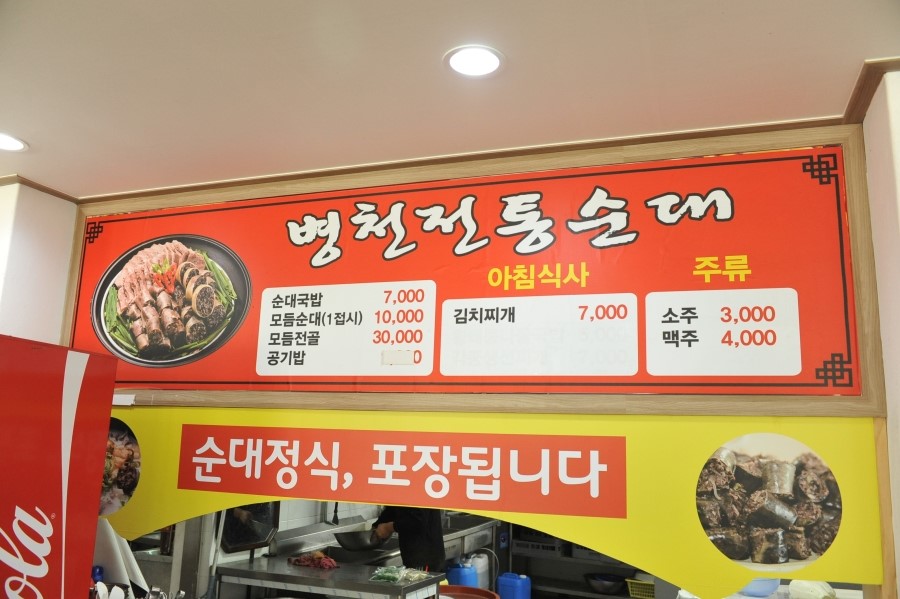 병천전통순대
순대국밥 7,000
모듬순대(1접시) 10,000
모듬전골 30,000
공기밥
아침식사
김치찌개 7,000
주류
소주 3,000
맥주 4,000
순대정식, 포장됩니다